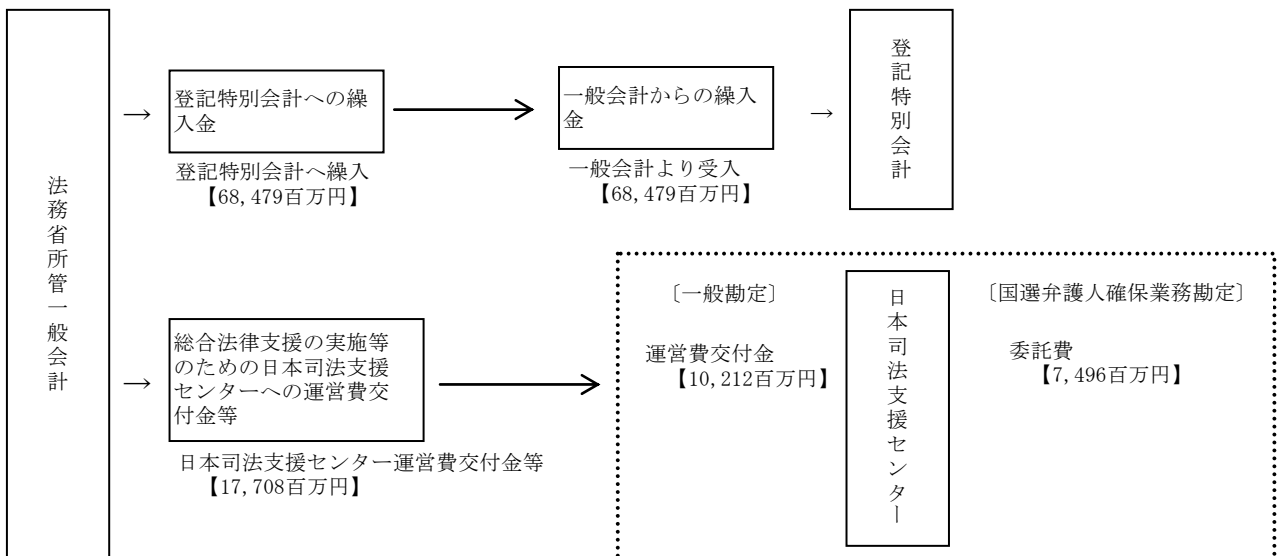 法務省所管一般会計
→
登記特別会計への繰
入金
登記特別会計へ繰入
【68,479百万円】
一般会計からの繰入
金
一般会計より受入
【68,479百万円】
→
登記特別会計
→
総合法律支援の実施等
のための日本司法支援
センターへの運営費交
付金等
日本司法支援センター運営費交付金等
【17,708百万円】
〔一般勘定〕
運営費交付金
【10,212百万円】
日本司法支援センター
〔国選弁護人確保業務勘定〕
委託費
【7,496百万円】